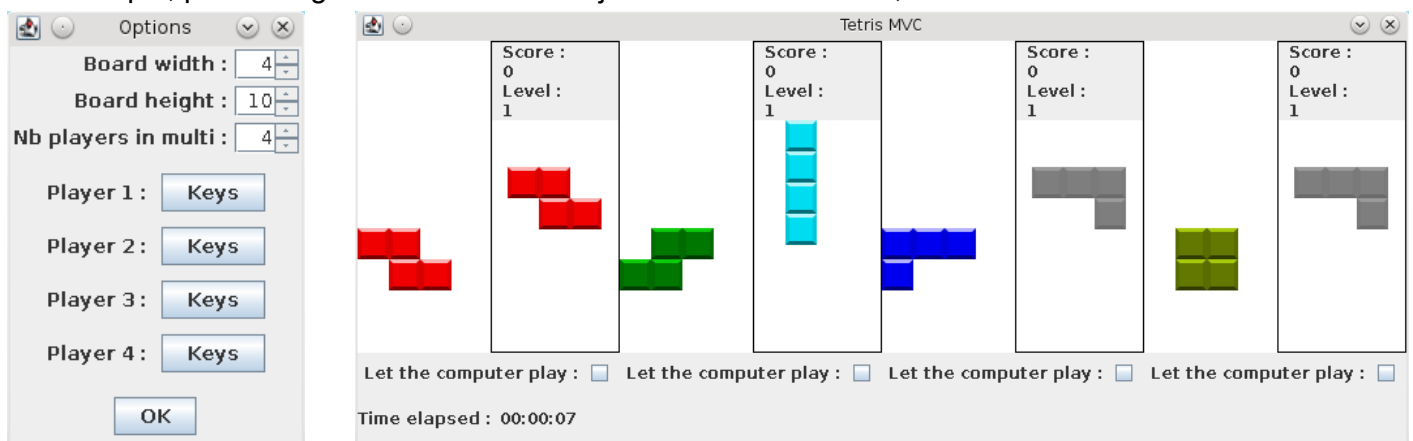 Options
Board width : 4
Board height : 10
Nb players in multi : 4
Player 1 : Keys
Player 2 : Keys
Player 3 : Keys
Player 4 : Keys
OK
Tetris MVC
Score :
0
Level :
1
Score :
0
Level :
1
Score :
0
Level :
1
Score :
0
Level :
1
Let the computer play : Let the computer play : Let the computer play : Let the computer play :
Time elapsed : 00:00:07